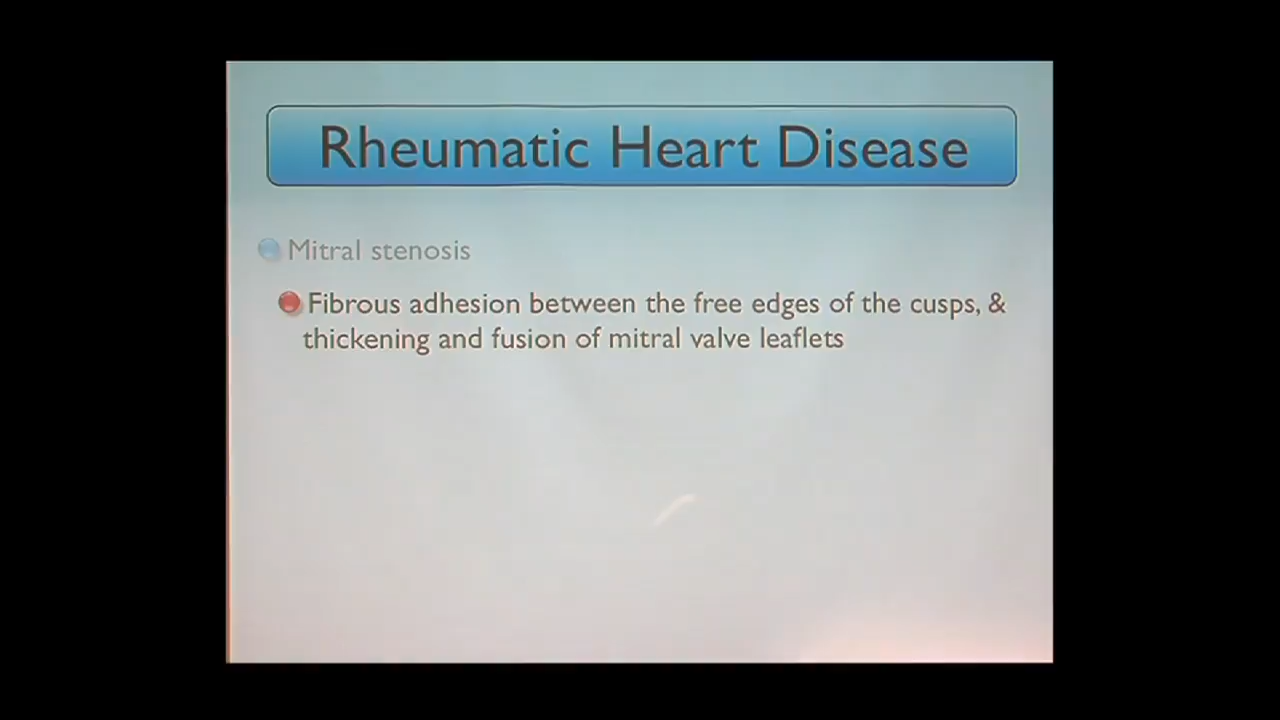 Rheumatic Heart Disease
Mitral stenosis
Fibrous adhesion between the free edges of the cusps, &
thickening and fusion of mitral valve leaflets